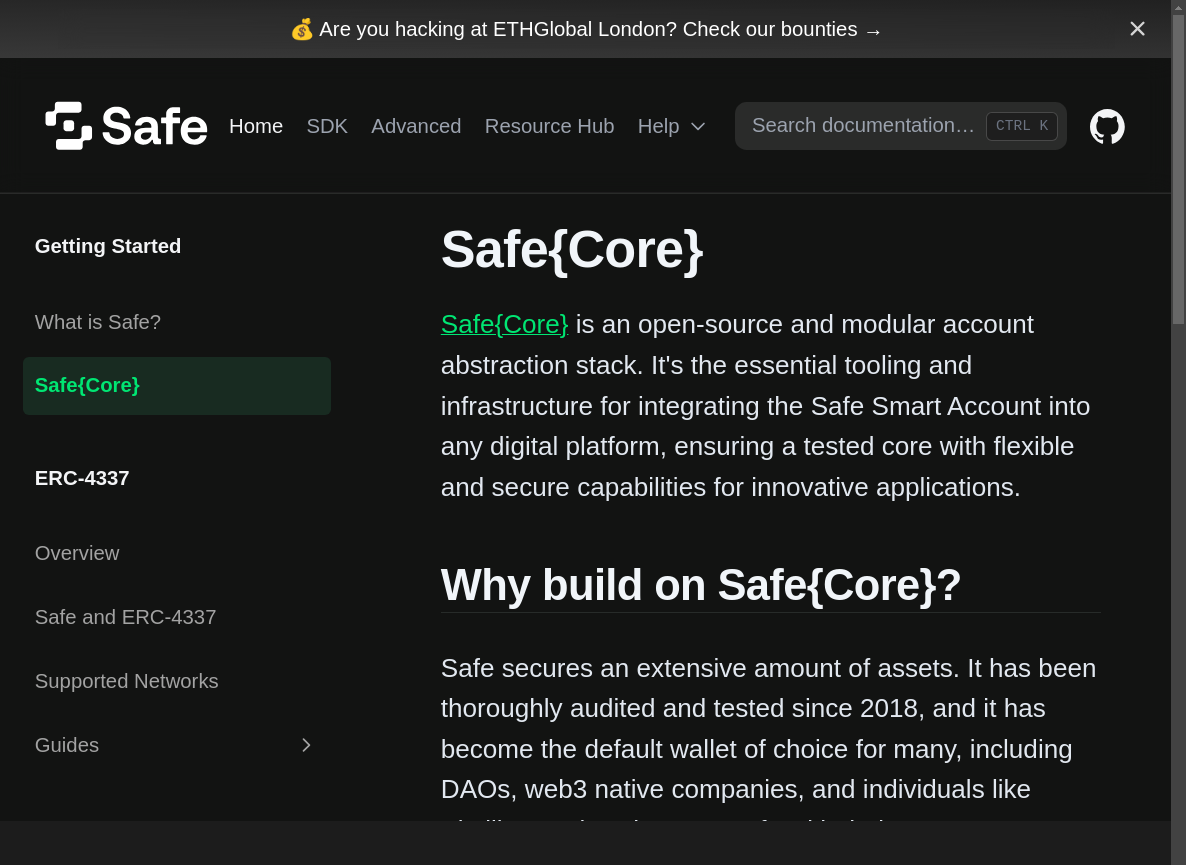 💰 Are you hacking at ETHGlobal London? Check our bounties →
Safe
Home SDK Advanced Resource Hub Help
Search documentation… CTRL K
Getting Started
What is Safe?
Safe{Core}
ERC-4337
Overview
Safe and ERC-4337
Supported Networks
Guides
Safe{Core}
Safe{Core} is an open-source and modular account
abstraction stack. It's the essential tooling and
infrastructure for integrating the Safe Smart Account into
any digital platform, ensuring a tested core with flexible
and secure capabilities for innovative applications.
Why build on Safe{Core}?
Safe secures an extensive amount of assets. It has been
thoroughly audited and tested since 2018, and it has
become the default wallet of choice for many, including
DAOs, web3 native companies, and individuals like